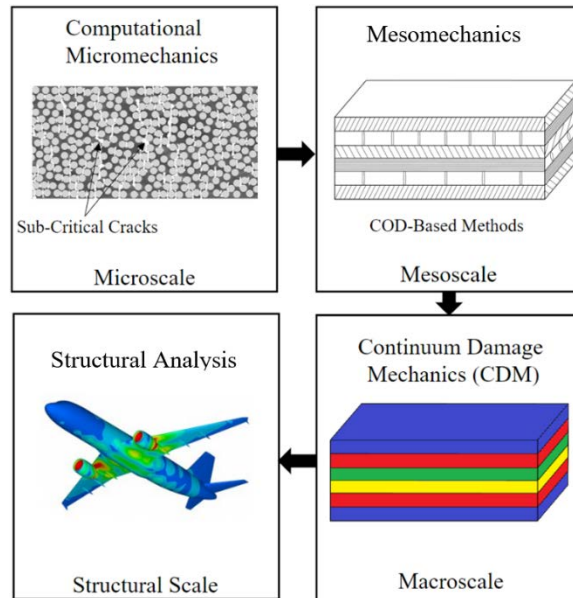 Computational
Micromechanics
Sub-Critical Cracks
Microscale
Mesomechanics
COD-Based Methods
Mesoscale
Structural Analysis
Structural Scale
Continuum Damage
Mechanics (CDM)
Macroscale